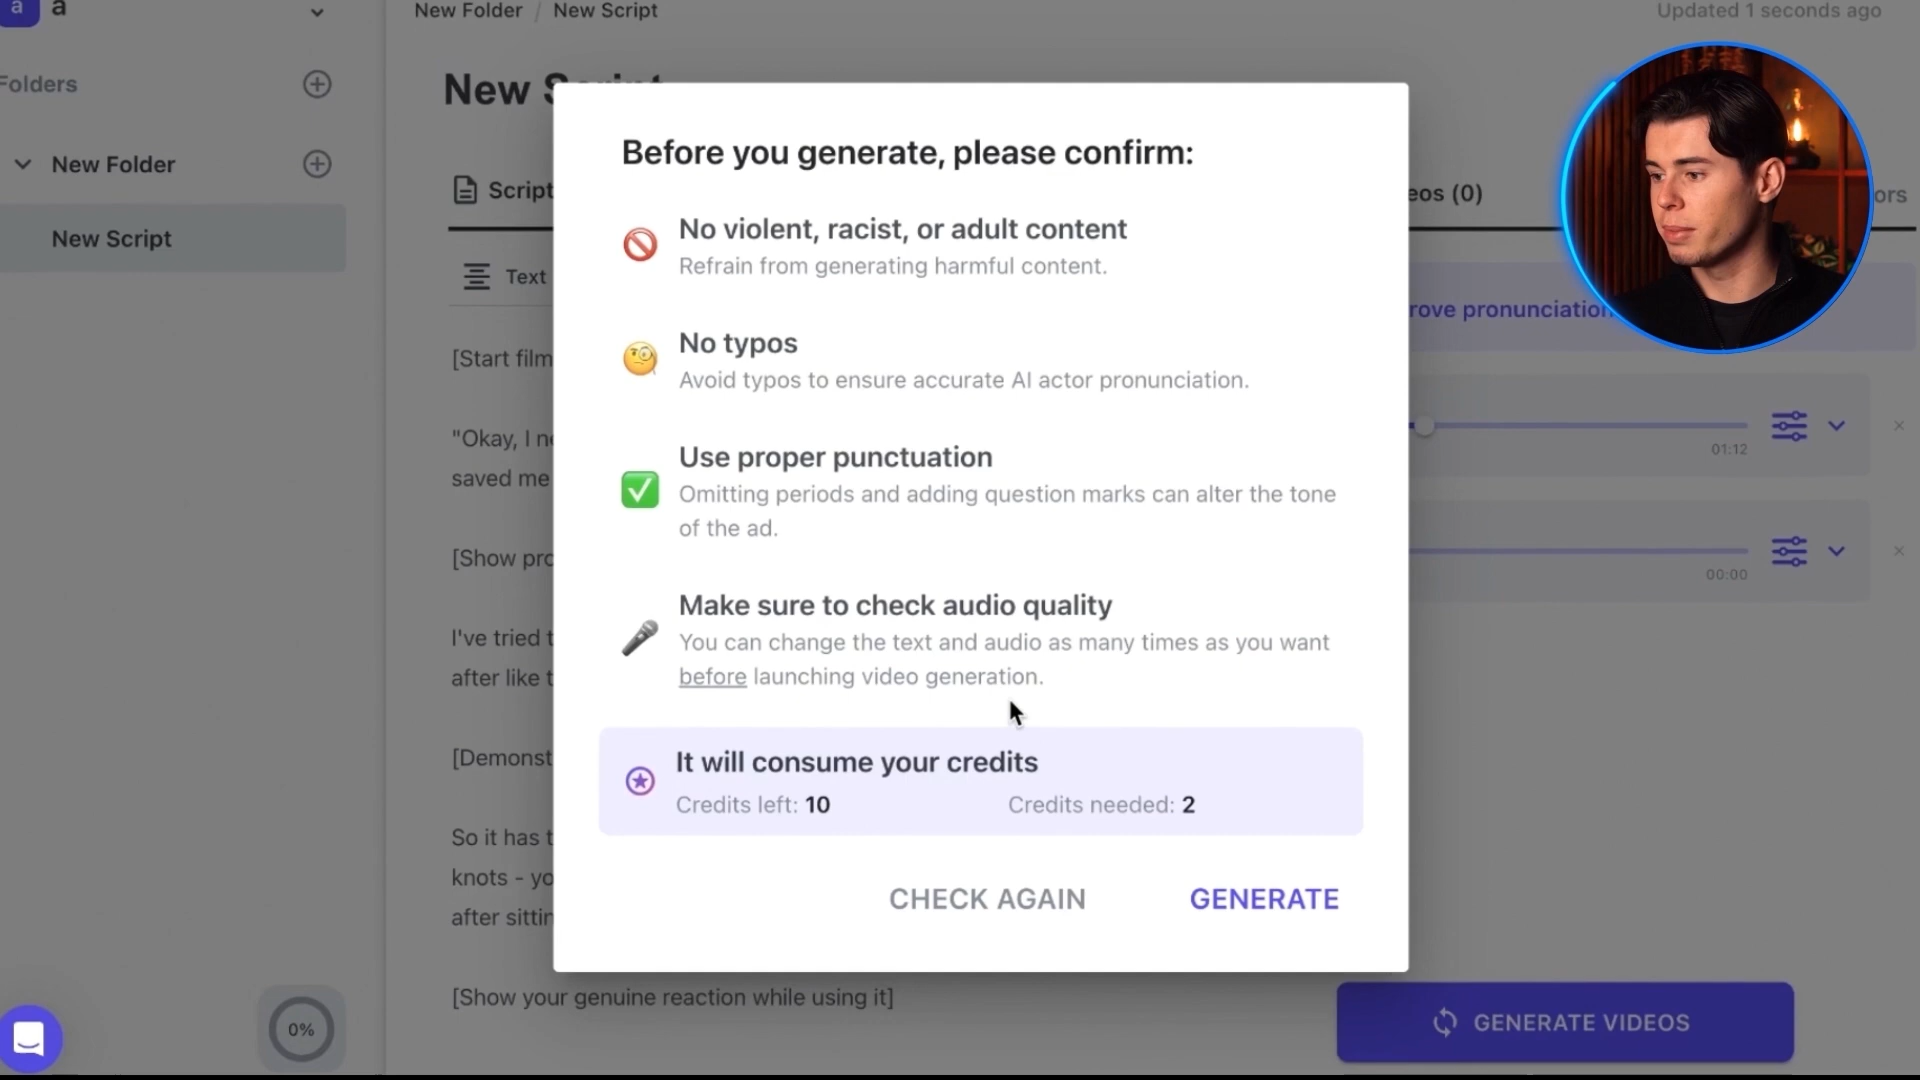 a a
New Folder / New Script
Updated 1 seconds ago
Folders
New Folder
New Script
New Script
Script
eos (0)
ors
Text
rove pronunciation
[Start film
"Okay, I ne
saved me
[Show pro
I've tried t
after like t
[Demonst
So it has t
knots - yo
after sittin
[Show your genuine reaction while using it]
01:12
00:00
Before you generate, please confirm:
No violent, racist, or adult content
Refrain from generating harmful content.
No typos
Avoid typos to ensure accurate AI actor pronunciation.
Use proper punctuation
Omitting periods and adding question marks can alter the tone
of the ad.
Make sure to check audio quality
You can change the text and audio as many times as you want
before launching video generation.
It will consume your credits
Credits left: 10 Credits needed: 2
CHECK AGAIN GENERATE
0%
GENERATE VIDEOS